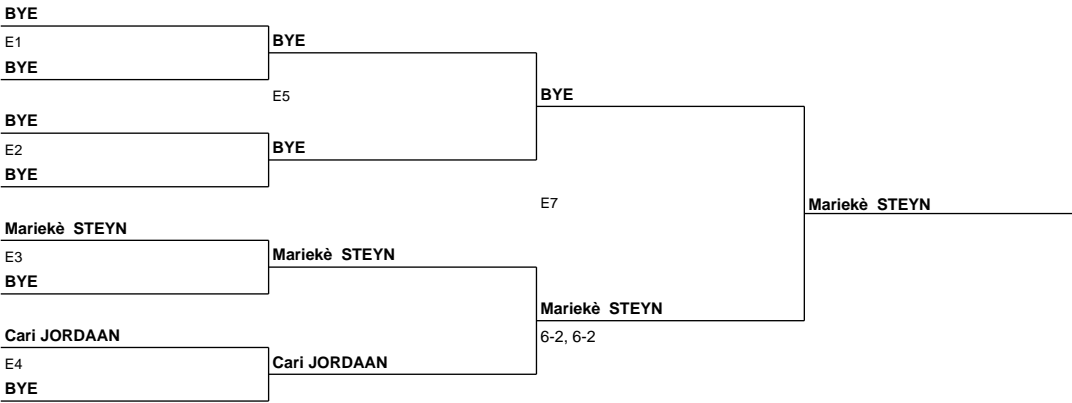 BYE
E1
BYE
BYE
E5
BYE
BYE
E2
BYE
BYE
E7
Mariekè  STEYN
Mariekè  STEYN
E3
Mariekè  STEYN
BYE
Mariekè  STEYN
Cari JORDAAN
6-2, 6-2
E4
Cari JORDAAN
BYE